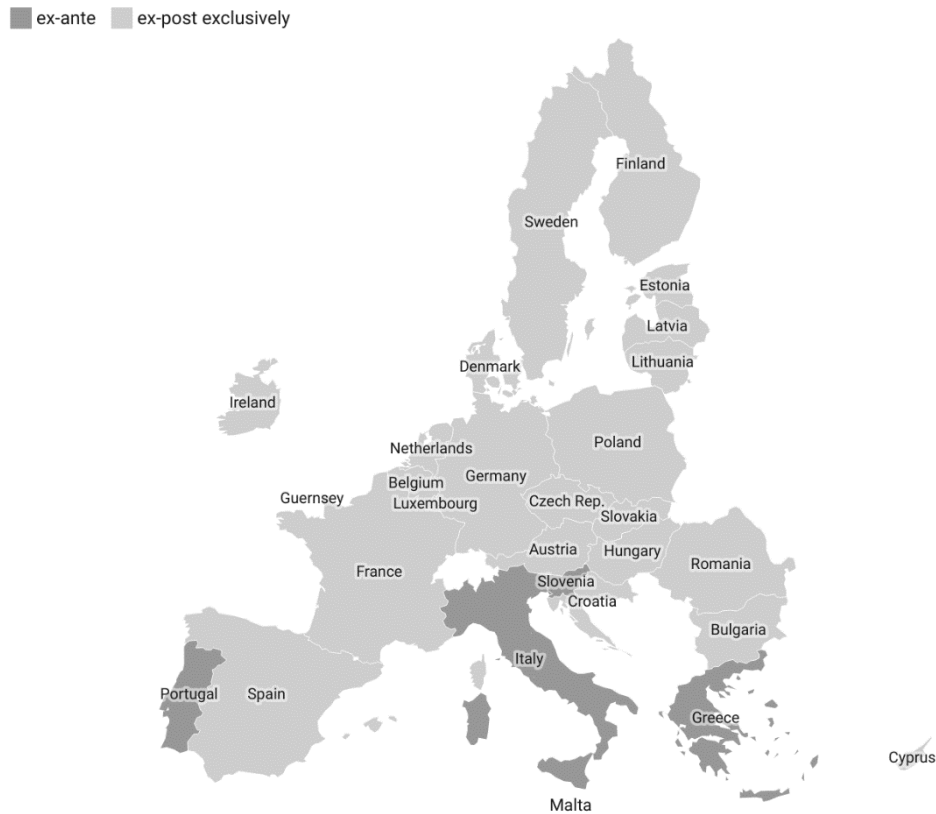 ex-ante ex-post exclusively
Finland
Sweden
Estonia
Latvia
Denmark
Lithuania
Ireland
Poland
Netherlands
Germany
Belgium
Guernsey
Luxembourg
Czech Rep.
Slovakia
Austria
Hungary
Romania
France
Slovenia
Croatia
Bulgaria
Italy
Portugal
Spain
Greece
Cyprus
Malta